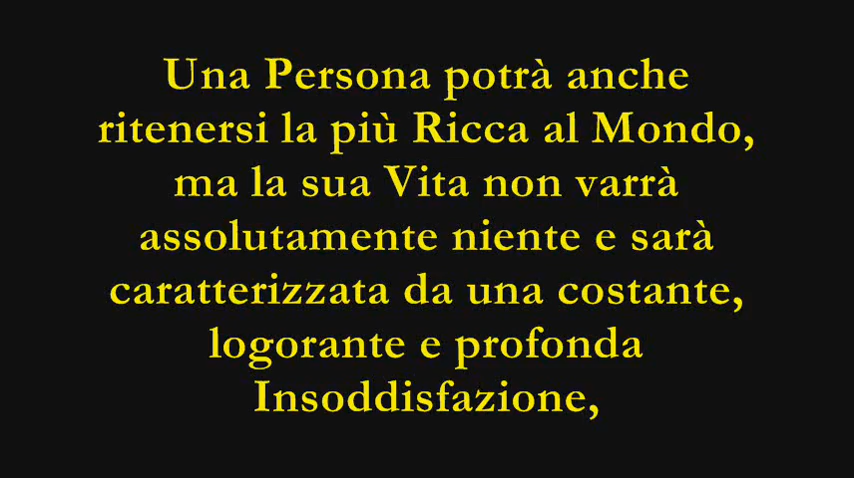 Una Persona potrà anche
ritenersi la più Ricca al Mondo,
ma la sua Vita non varrà
assolutamente niente e sarà
caratterizzata da una costante,
logorante e profonda
Insoddisfazione,